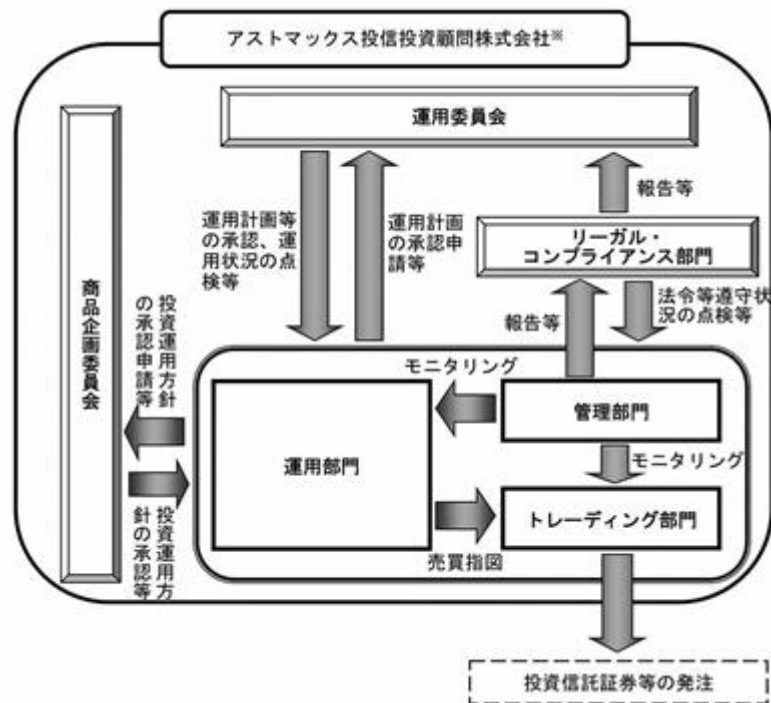 アストマックス投信投資顧問株式会社※
運用委員会
運用計画等
の承認、運
用状況の点
検等
運用計画
の承認申
請等
報告等
リーガル・
コンプライアンス部門
報告等
法令等遵守状
況の点検等
商品企画委員会
投資運用方針
の承認申請等
投資運用方
針の承認等
モニタリング
管理部門
運用部門
モニタリング
トレーディング部門
売買指図
投資信託証券等の発注